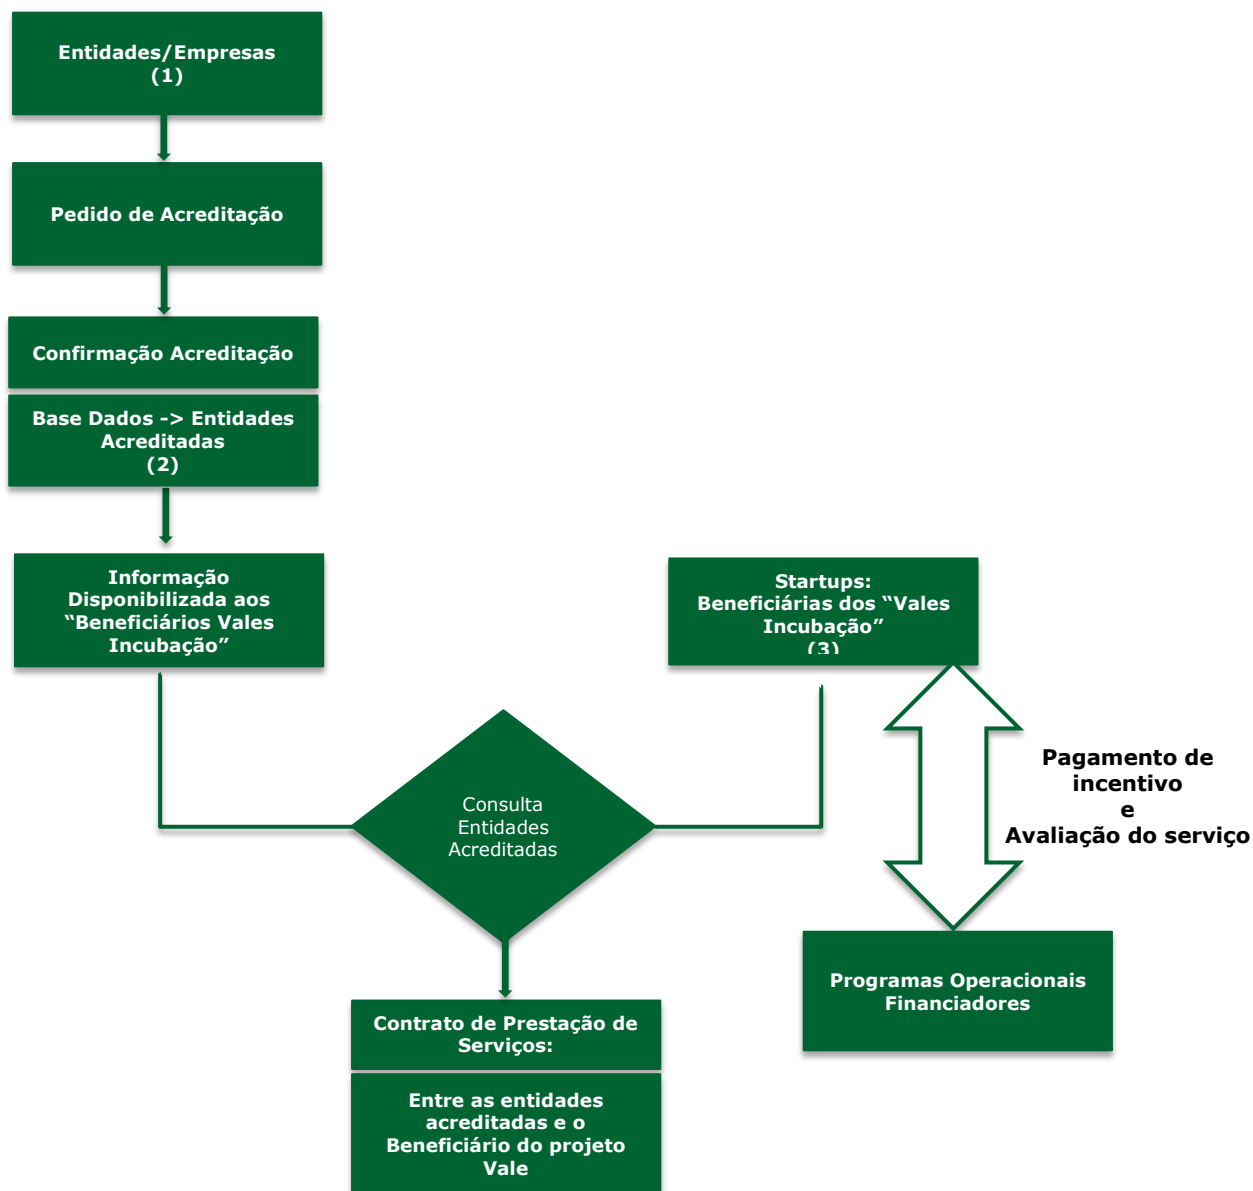 Entidades/Empresas
(1)
Pedido de Acreditação
Confirmação Acreditação
Base Dados -> Entidades
Acreditadas
(2)
Informação
Disponibilizada aos
“Beneficiários Vales
Incubação”
Startups:
Beneficiárias dos “Vales
Incubação”
(3)
Consulta
Entidades
Acreditadas
Pagamento de
incentivo
e
Avaliação do serviço
Programas Operacionais
Financiadores
Contrato de Prestação de
Serviços:
Entre as entidades
acreditadas e o
Beneficiário do projeto
Vale